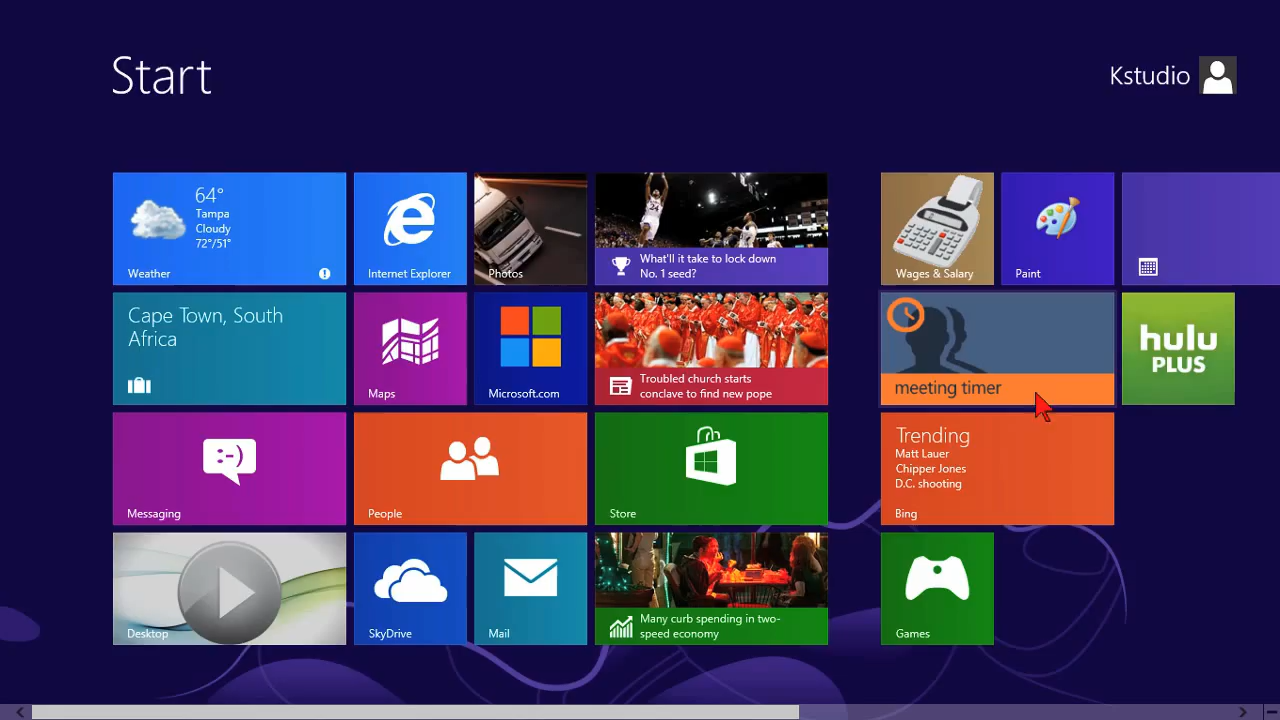 Start
Kstudio
64°
Tampa
Cloudy
72°/51°
Weather
Internet Explorer
Photos
What'll it take to lock down
No. 1 seed?
Wages & Salary
Paint
Cape Town, South
Africa
Maps
Microsoft.com
Troubled church starts
conclave to find new pope
meeting timer
hulu
PLUS
Messaging
:-)
People
Store
Trending
Matt Lauer
Chipper Jones
D.C. shooting
Bing
Desktop
SkyDrive
Mail
Many curb spending in two-
speed economy
Games